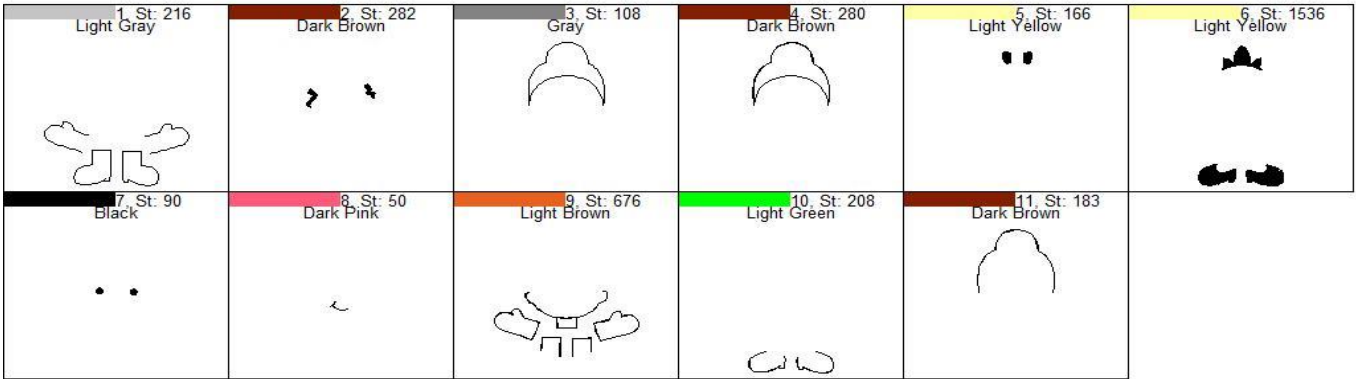 1, St: 216
Light Gray
2, St: 282
Dark Brown
3, St: 108
Gray
4, St: 280
Dark Brown
5, St: 166
Light Yellow
6, St: 1536
Light Yellow
7, St: 90
Black
8, St: 50
Dark Pink
9, St: 676
Light Brown
10, St: 208
Light Green
11, St: 183
Dark Brown